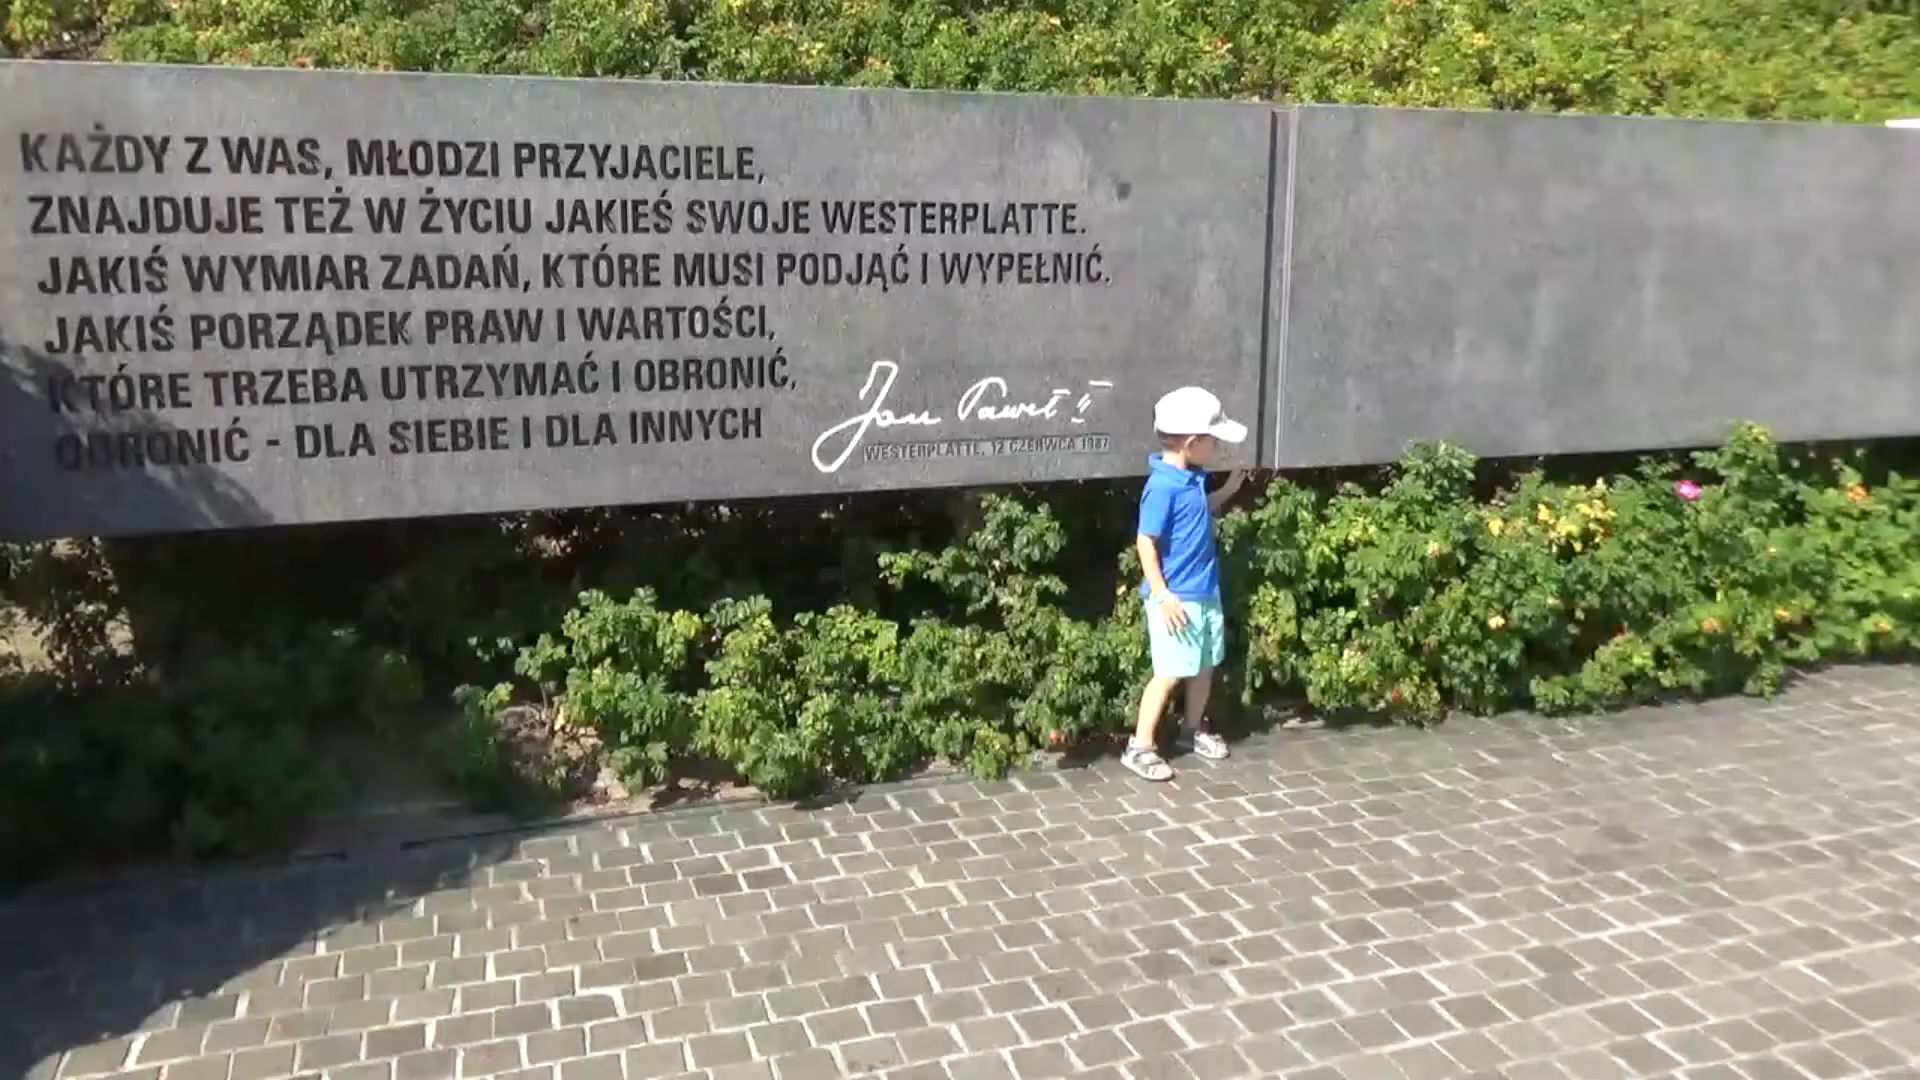 KAŻDY Z WAS, MŁODZI PRZYJACIELE,
ZNAJDUJE TEŻ W ŻYCIU JAKIEŚ SWOJE WESTERPLATTE.
JAKIŚ WYMIAR ZADAŃ, KTÓRE MUSI PODJĄĆ I WYPEŁNIĆ.
JAKIŚ PORZĄDEK PRAW I WARTOŚCI,
KTÓRE TRZEBA UTRZYMAĆ I OBRONIĆ,
OBRONIĆ - DLA SIEBIE I DLA INNYCH
Jan Paweł II
WESTERPLATTE, 12 CZERWCA 1987